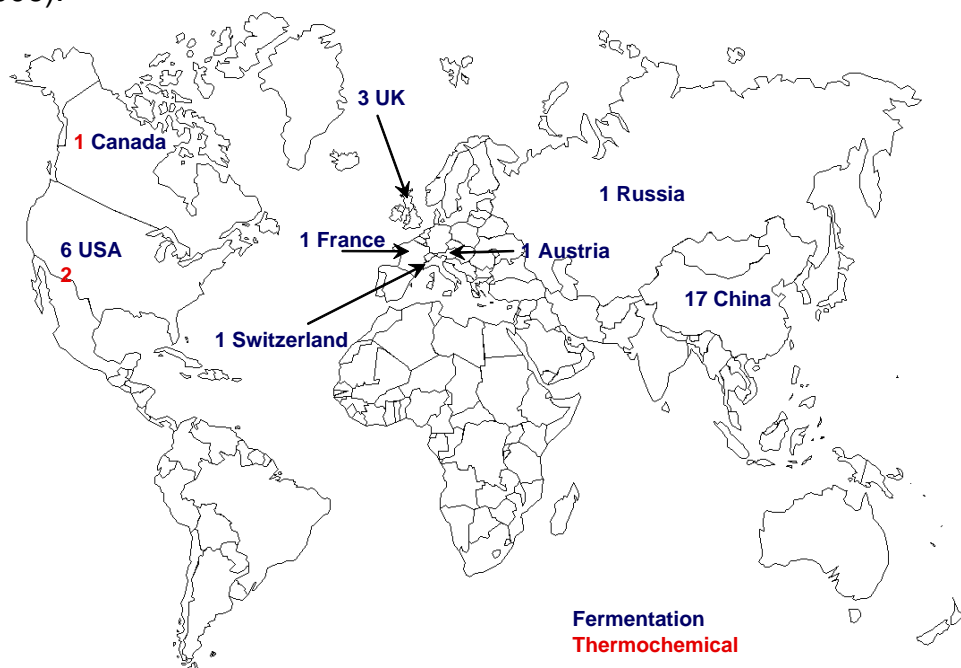 3 UK
1 Canada
1 Russia
6 USA
2
1 France
1 Austria
17 China
1 Switzerland
Fermentation
Thermochemical